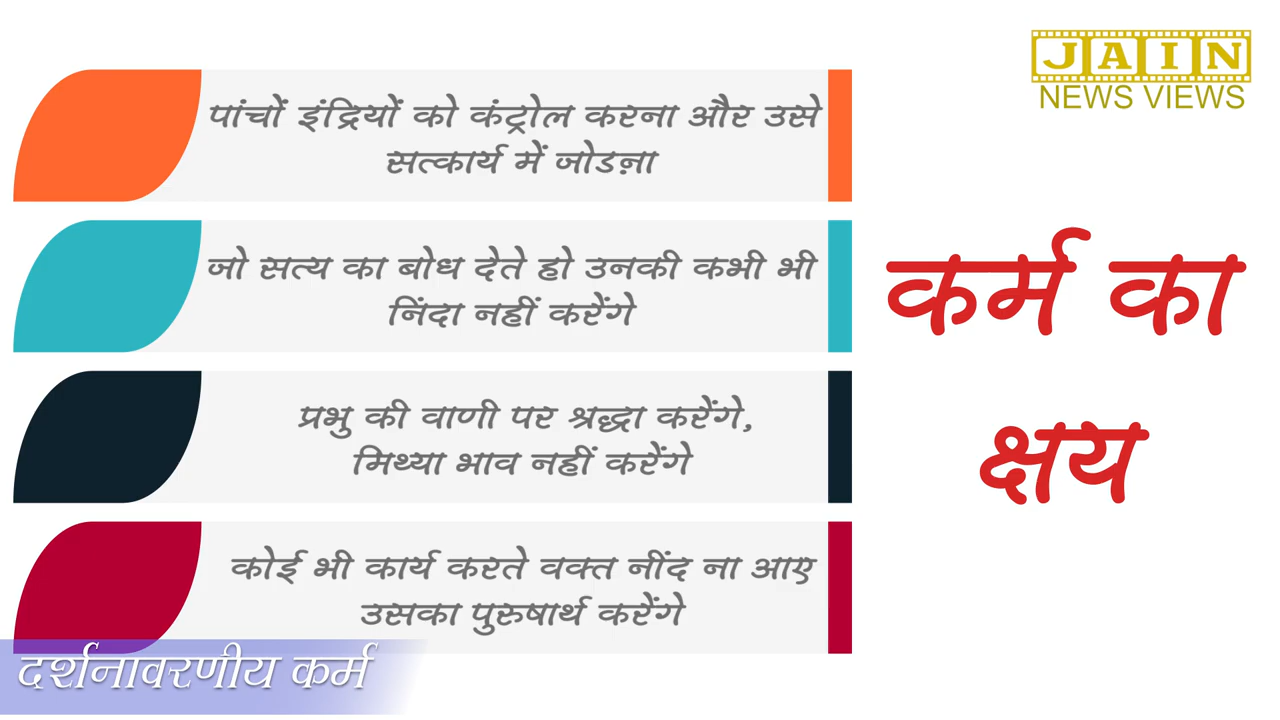 JAIN
NEWS VIEWS
पांचों इंद्रियों को कंट्रोल करना और उसे
सत्कार्य में जोडऩा
जो सत्य का बोध देते हो उनकी कभी भी
निंदा नहीं करेंगे
प्रभु की वाणी पर श्रद्धा करेंगे,
मिथ्या भाव नहीं करेंगे
कोई भी कार्य करते वक्त नींद ना आए
उसका पुरुषार्थ करेंगे
कर्म का
क्षय
दर्शनावरणीय कर्म